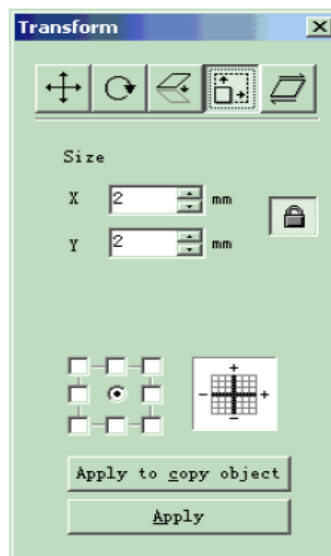 Transform
Size
X 2 mm
Y 2 mm
+
- +
-
Apply to copy object
Apply